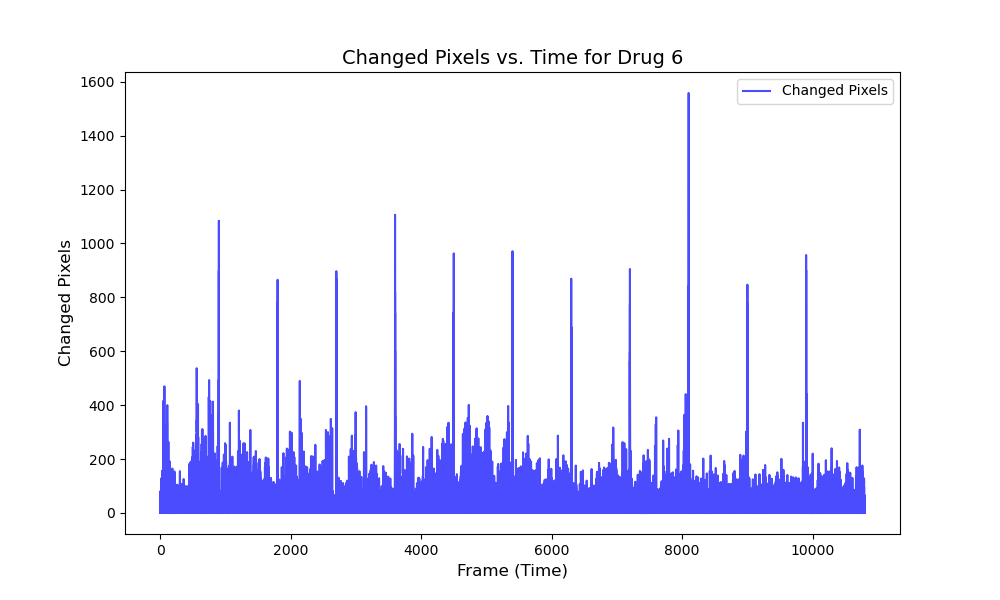 Changed Pixels vs. Time for Drug 6
Changed Pixels
1600
1400
1200
1000
800
600
400
200
0
Changed Pixels
0 2000 4000 6000 8000 10000
Frame (Time)